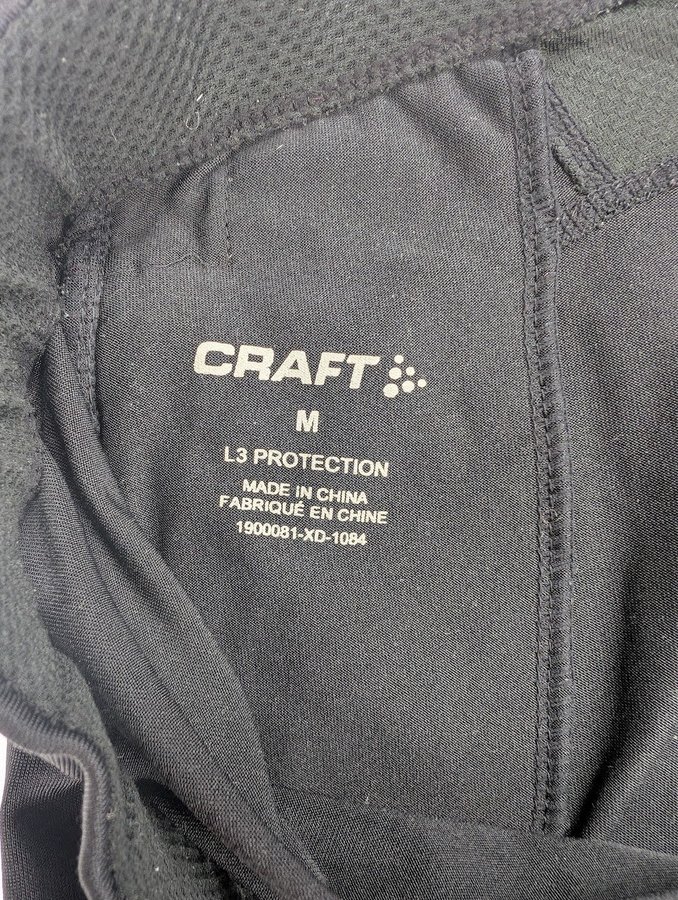 CRAFT
M
L3 PROTECTION
MADE IN CHINA
FABRIQUÉ EN CHINE
1900081-XD-1084